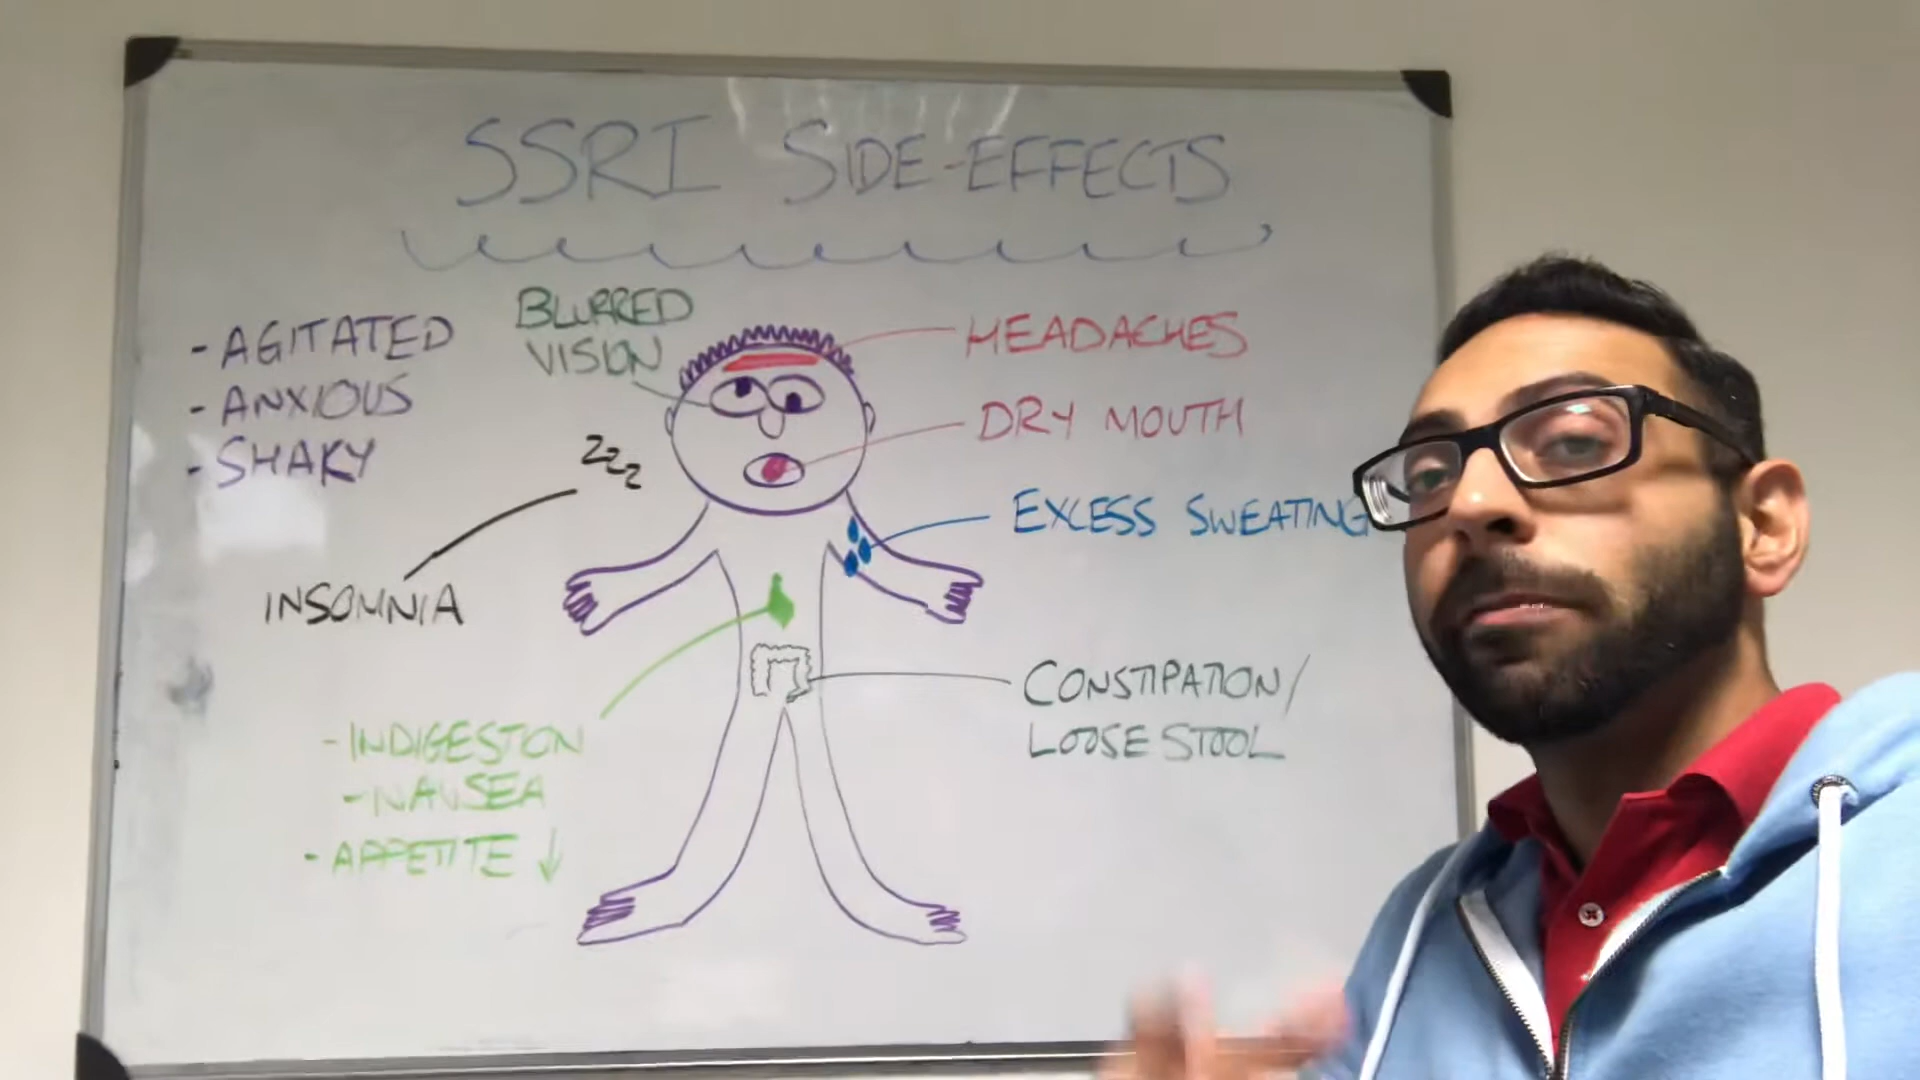 SSRI SIDE-EFFECTS
- AGITATED
- ANXIOUS
- SHAKY
BLURRED
VISION
HEADACHES
DRY MOUTH
zzz
EXCESS SWEATING
INSOMNIA
CONSTIPATION/
LOOSE STOOL
- INDIGESTION
- NAUSEA
- APPETITE ↓